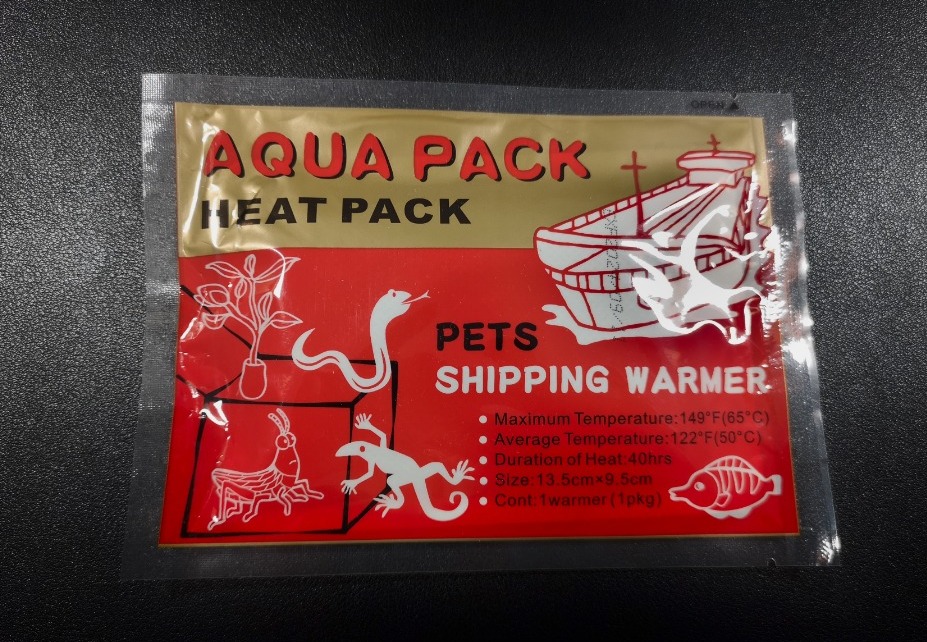 OPEN ▲
AQUA PACK
HEAT PACK
PETS
SHIPPING WARMER
● Maximum Temperature:149°F(65°C)
● Average Temperature:122°F(50°C)
● Duration of Heat:40hrs
● Size:13.5cm×9.5cm
● Cont:1warmer(1pkg)